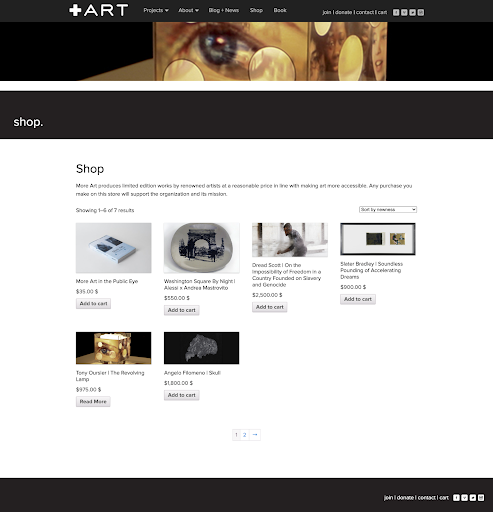 + ART
Projects
About
Blog + News
Shop
Book
join | donate | contact | cart
shop.
Shop
More Art produces limited edition works by renowned artists at a reasonable price in line with making art more accessible. Any purchase you
make on this store will support the organization and its mission.
Showing 1–6 of 7 results
Sort by newness
More Art in the Public Eye
$35.00 $
Add to cart
Washington Square By Night |
Alessi x Andrea Mastrovito
$550.00 $
Add to cart
Dread Scott | On the
Impossibility of Freedom in a
Country Founded on Slavery
and Genocide
$2,500.00 $
Add to cart
Slater Bradley | Soundless
Pounding of Accelerating
Dreams
$900.00 $
Add to cart
Tony Oursler | The Revolving
Lamp
$975.00 $
Read More
Angelo Filomeno | Skull
$1,800.00 $
Add to cart
1 2 →
join | donate | contact | cart